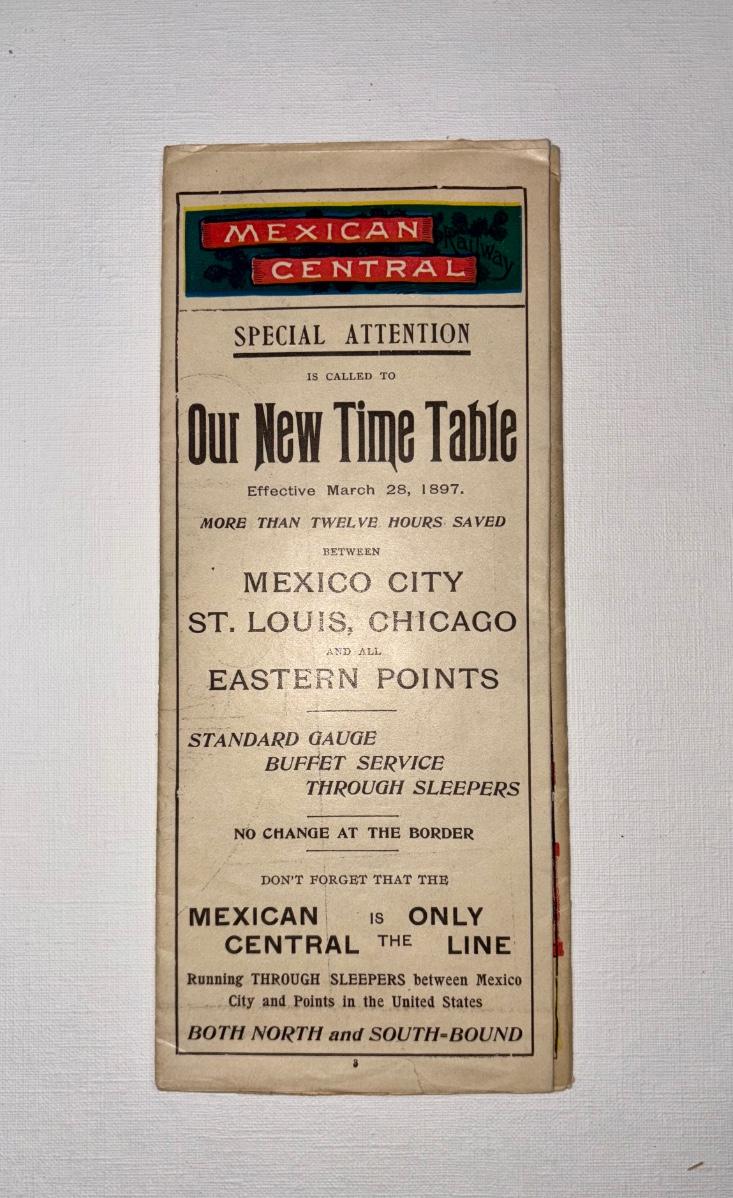 MEXICAN
Railway
CENTRAL
SPECIAL ATTENTION
IS CALLED TO
Our New Time Table
Effective March 28, 1897.
MORE THAN TWELVE HOURS SAVED
BETWEEN
MEXICO CITY
ST. LOUIS, CHICAGO
AND ALL
EASTERN POINTS
STANDARD GAUGE
BUFFET SERVICE
THROUGH SLEEPERS
NO CHANGE AT THE BORDER
DON'T FORGET THAT THE
MEXICAN IS ONLY
CENTRAL THE LINE
Running THROUGH SLEEPERS between Mexico
City and Points in the United States
BOTH NORTH and SOUTH-BOUND